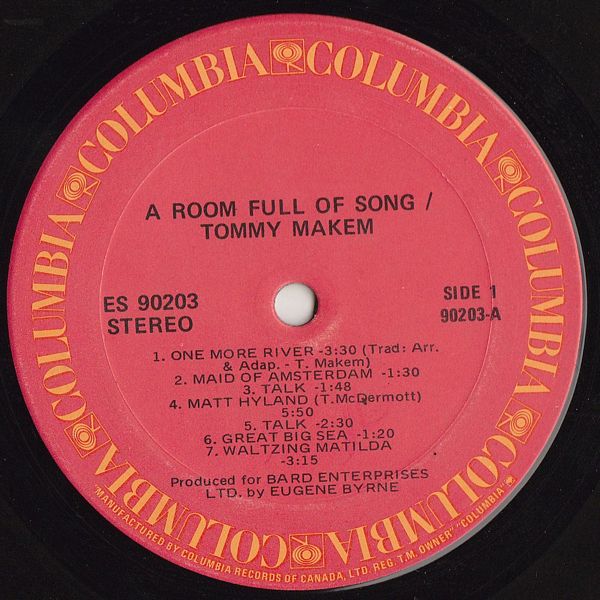 COLUMBIA COLUMBIA COLUMBIA COLUMBIA COLUMBIA COLUMBIA COLUMBIA COLUMBIA
A ROOM FULL OF SONG /
TOMMY MAKEM
ES 90203
STEREO
SIDE 1
90203-A
1. ONE MORE RIVER -3:30 (Trad: Arr.
& Adap. - T. Makem)
2. MAID OF AMSTERDAM -1:30
3. TALK -1:48
4. MATT HYLAND (T.McDermott)
5:50
5. TALK -2:30
6. GREAT BIG SEA -1:20
7. WALTZING MATILDA
-3:15
Produced for BARD ENTERPRISES
LTD. by EUGENE BYRNE
"MANUFACTURED BY COLUMBIA RECORDS OF CANADA, LTD. REG. T.M. OWNER" "COLUMBIA"